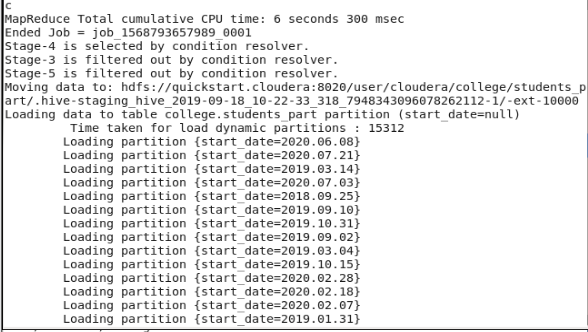 c
MapReduce Total cumulative CPU time: 6 seconds 300 msec
Ended Job = job_1568793657989_0001
Stage-4 is selected by condition resolver.
Stage-3 is filtered out by condition resolver.
Stage-5 is filtered out by condition resolver.
Moving data to: hdfs://quickstart.cloudera:8020/user/cloudera/college/students_p
art/.hive-staging_hive_2019-09-18_10-22-33_318_7948343096078262112-1/-ext-10000
Loading data to table college.students_part partition (start_date=null)
Time taken for load dynamic partitions : 15312
Loading partition {start_date=2020.06.08}
Loading partition {start_date=2020.07.21}
Loading partition {start_date=2019.03.14}
Loading partition {start_date=2020.07.03}
Loading partition {start_date=2018.09.25}
Loading partition {start_date=2019.09.10}
Loading partition {start_date=2019.10.31}
Loading partition {start_date=2019.09.02}
Loading partition {start_date=2019.03.04}
Loading partition {start_date=2019.10.15}
Loading partition {start_date=2020.02.28}
Loading partition {start_date=2020.02.18}
Loading partition {start_date=2020.02.07}
Loading partition {start_date=2019.01.31}